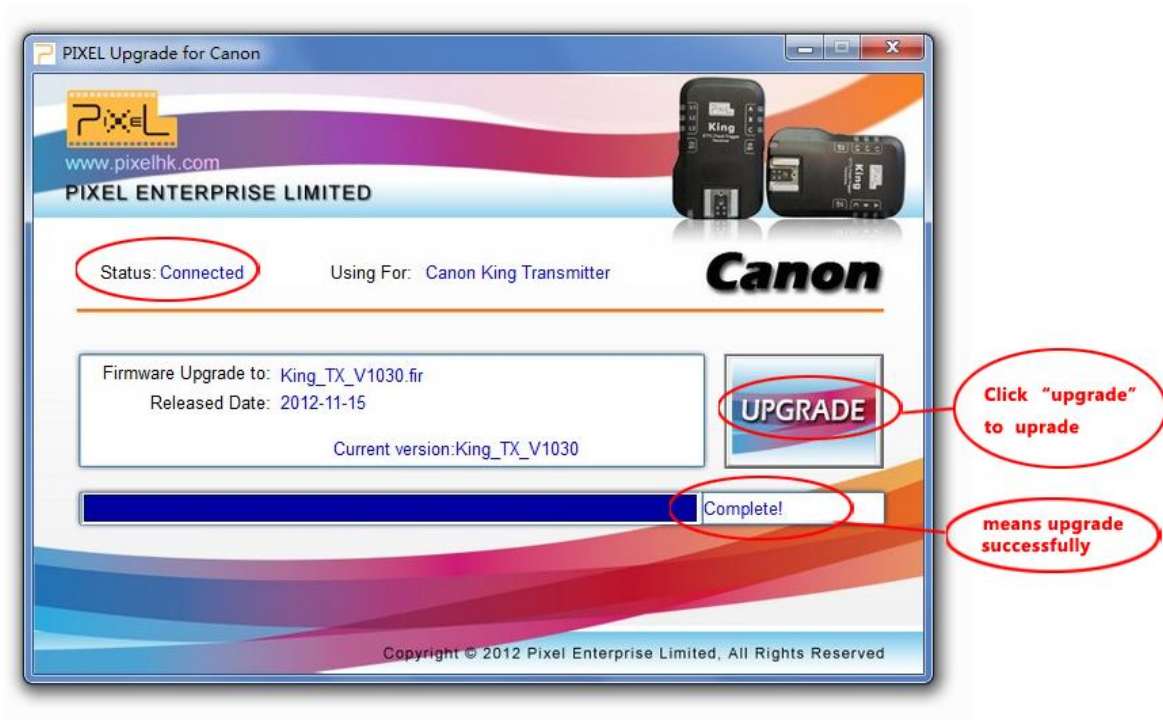 PIXEL Upgrade for Canon
PixeL
www.pixelhk.com
PIXEL ENTERPRISE LIMITED
King
King
Status: Connected
Using For: Canon King Transmitter
Canon
Firmware Upgrade to: King_TX_V1030.fir
Released Date: 2012-11-15
Current version:King_TX_V1030
UPGRADE
Click “upgrade”
to uprade
Complete!
means upgrade
successfully
Copyright © 2012 Pixel Enterprise Limited, All Rights Reserved